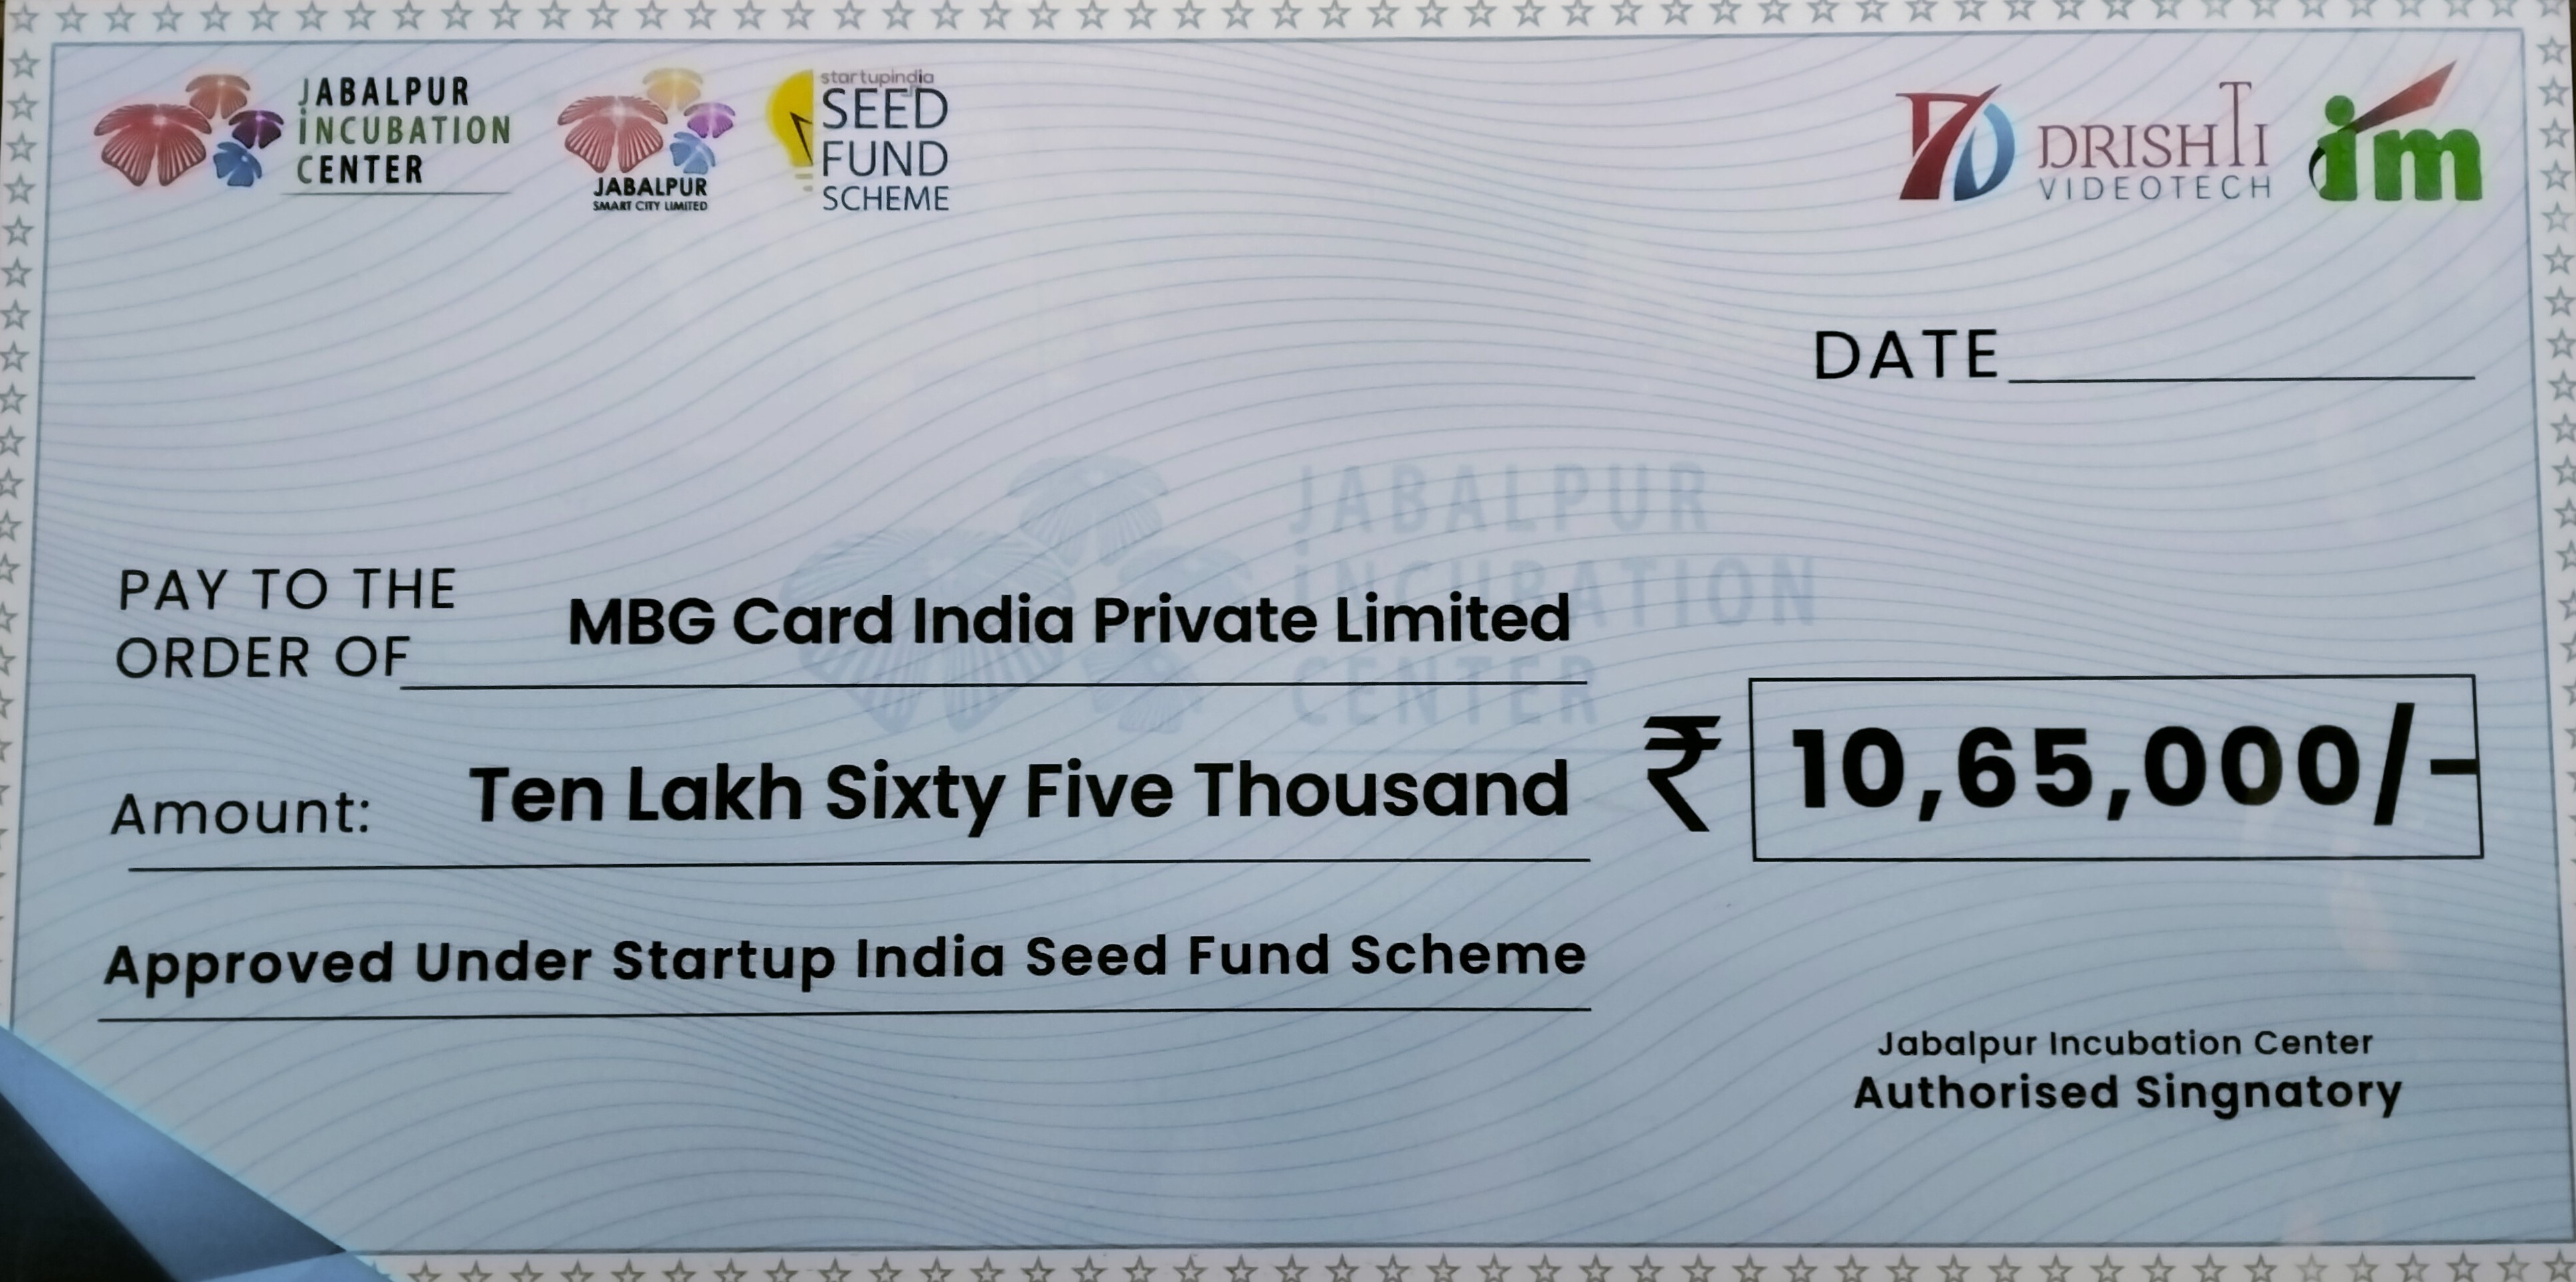 JABALPUR
INCUBATION
CENTER
JABALPUR
SMART CITY LIMITED
startupindia
SEED
FUND
SCHEME
DRISHTI
VIDEOTECH
im
DATE
JABALPUR
INCUBATION
CENTER
PAY TO THE
ORDER OF MBG Card India Private Limited
Amount: Ten Lakh Sixty Five Thousand ₹ 10,65,000/-
Approved Under Startup India Seed Fund Scheme
Jabalpur Incubation Center
Authorised Singnatory